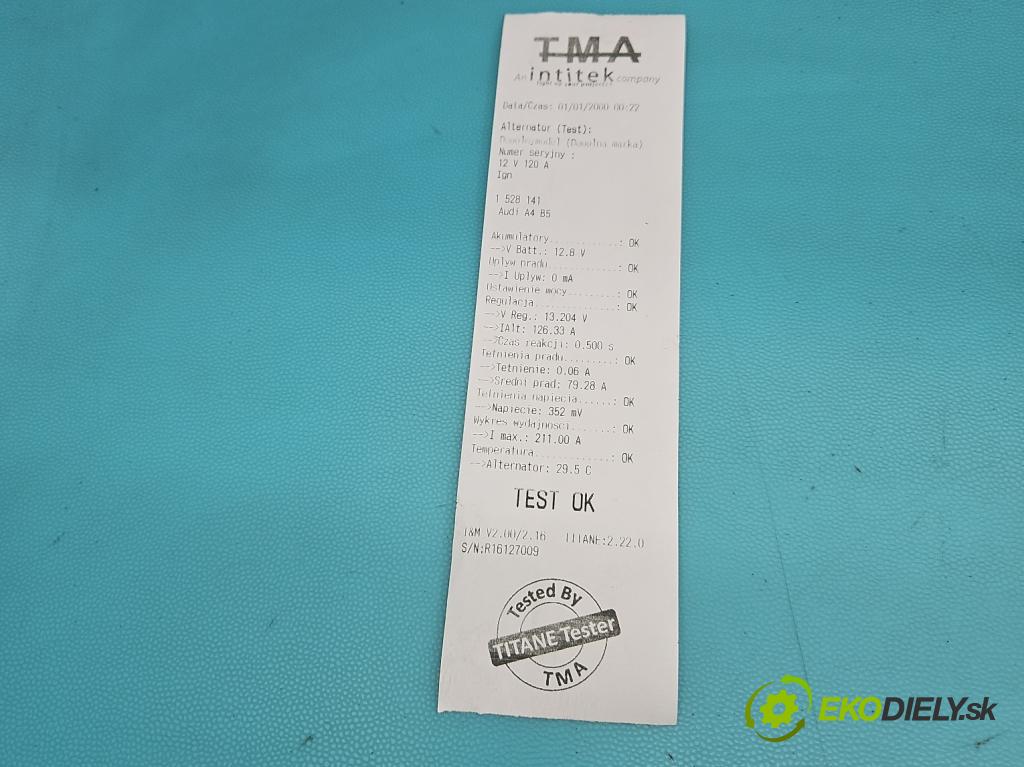 TMA
An intitek company
light up your projects!
Data/Czas: 01/01/2000 00:22
Alternator (Test):
Dowolnymodel (Dowolna marka)
Numer seryjny :
12 V 120 A
Ign
1 528 141
Audi A4 B5
Akumulatory............: OK
-->V Batt.: 12.8 V
Uplyw pradu............: OK
-->I Uplyw: 0 mA
Ustawienie mocy........: OK
Regulacja..............: OK
-->V Reg.: 13.204 V
-->IAlt: 126.33 A
-->Czas reakcji: 0.500 s
Tetnienia pradu........: OK
-->Tetnienie: 0.06 A
-->Sredni prad: 79.28 A
Tetnienia napiecia.....: OK
-->Napiecie: 352 mV
Wykres wydajnosci......: OK
-->I max.: 211.00 A
Temperatura............: OK
-->Alternator: 29.5 C
TEST OK
T&M V2.00/2.16 TITANE:2.22.0
S/N:R16127009
Tested By
TITANE Tester
TMA
EKODIELY.sk